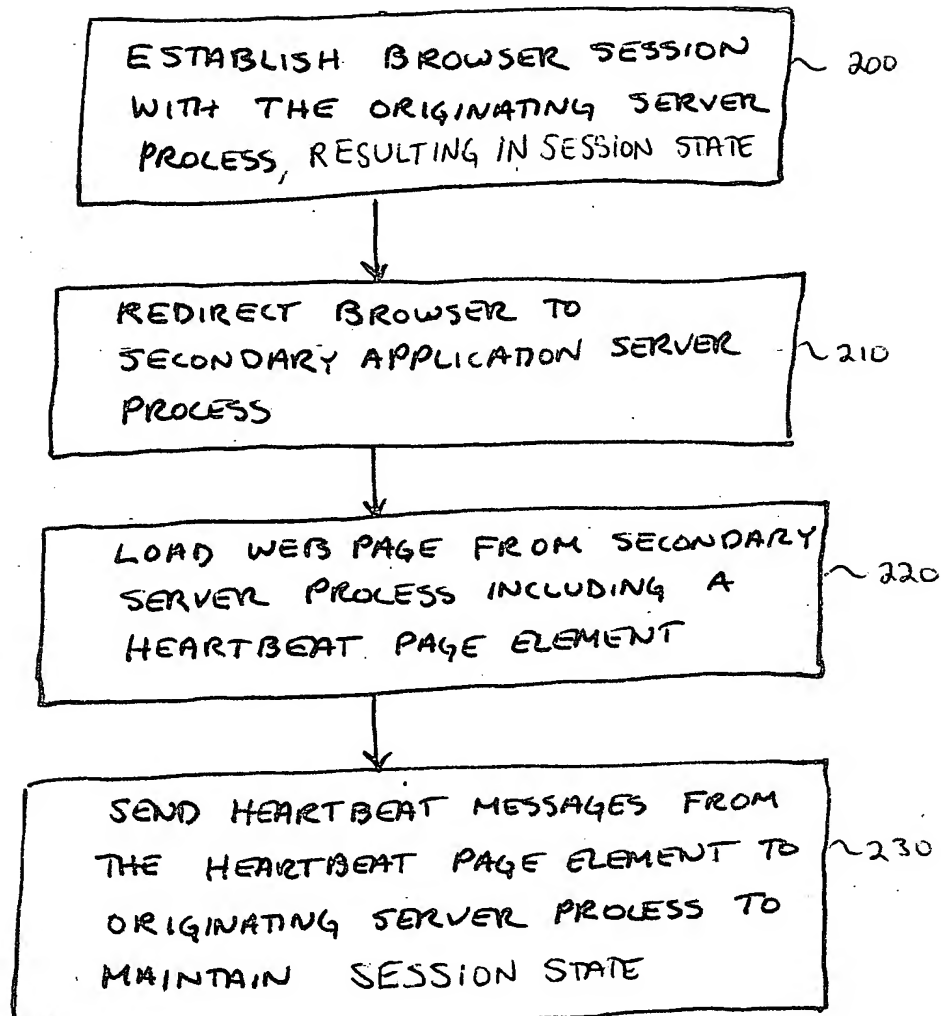 ESTABLISH BROWSER SESSION
WITH THE ORIGINATING SERVER
PROCESS, RESULTING IN SESSION STATE
200
REDIRECT BROWSER TO
SECONDARY APPLICATION SERVER
PROCESS
210
LOAD WEB PAGE FROM SECONDARY
SERVER PROCESS INCLUDING A
HEARTBEAT PAGE ELEMENT
220
SEND HEARTBEAT MESSAGES FROM
THE HEARTBEAT PAGE ELEMENT TO
ORIGINATING SERVER PROCESS TO
MAINTAIN SESSION STATE
230